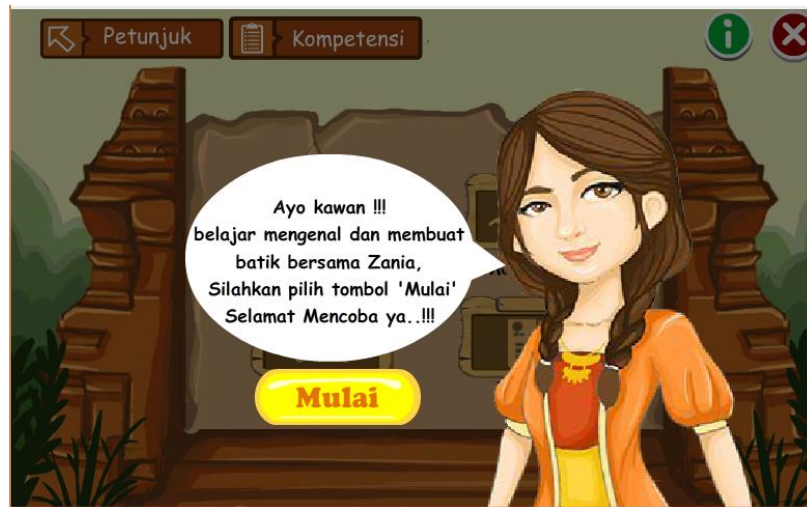 Petunjuk
Kompetensi
Ayo kawan !!!
belajar mengenal dan membuat
batik bersama Zania,
Silahkan pilih tombol 'Mulai'
Selamat Mencoba ya..!!!
Mulai